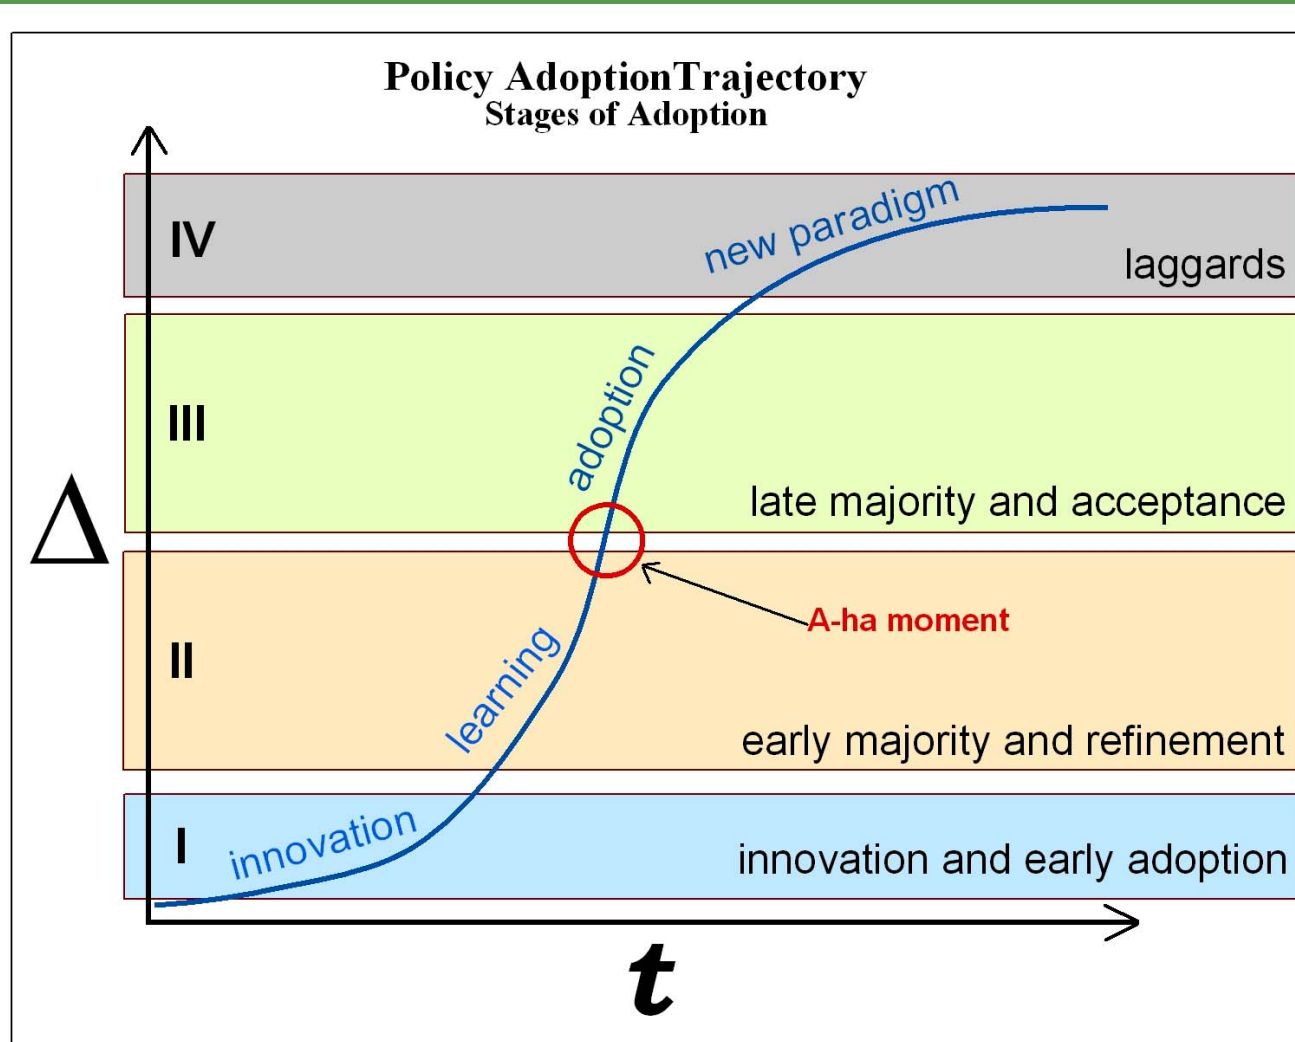 Policy AdoptionTrajectory
Stages of Adoption
IV
new paradigm
laggards
III
adoption
late majority and acceptance
Δ
A-ha moment
II
learning
early majority and refinement
I
innovation
innovation and early adoption
t